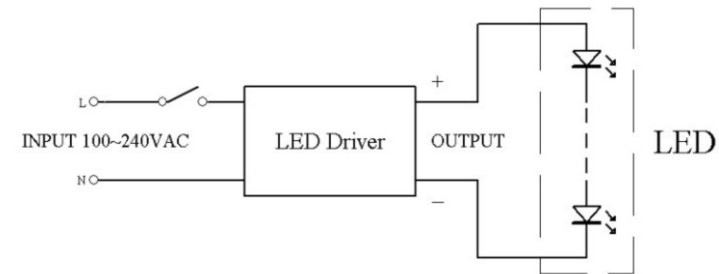 +
L
INPUT 100~240VAC
LED Driver
OUTPUT
LED
N
−